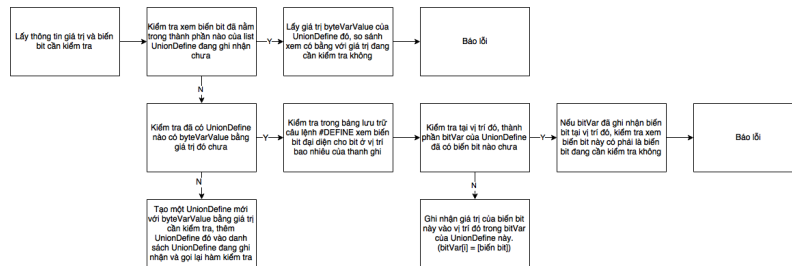 Lấy thông tin giá trị và biến
bit cần kiểm tra
Kiểm tra xem biến bit đã nằm
trong thành phần nào của list
UnionDefine đang ghi nhận
chưa
Y
Lấy giá trị byteVarValue của
UnionDefine đó, so sánh
xem có bằng với giá trị đang
cần kiểm tra không
Báo lỗi
N
Kiểm tra đã có UnionDefine
nào có byteVarValue bằng
giá trị đó chưa
Y
Kiểm tra trong bảng lưu trữ
câu lệnh #DEFINE xem biến
bit đại diện cho bit ở vị trí
bao nhiêu của thanh ghi
Kiểm tra tại vị trí đó, thành
phần bitVar của UnionDefine
đã có biến nào chưa
Y
Nếu bitVar đã ghi nhận biến
bit tại vị trí đó, kiểm tra xem
biến bit này có phải là biến
bit đang cần kiểm tra không
Báo lỗi
N
N
Tạo một UnionDefine mới
với byteVarValue bằng giá trị
cần kiểm tra, thêm
UnionDefine đó vào danh
sách UnionDefine đang ghi
nhận và gọi lại hàm kiểm tra
Ghi nhận giá trị của biến bit
này vào vị trí đó trong bitVar
của UnionDefine này.
(bitVar[i] = [biến bit])